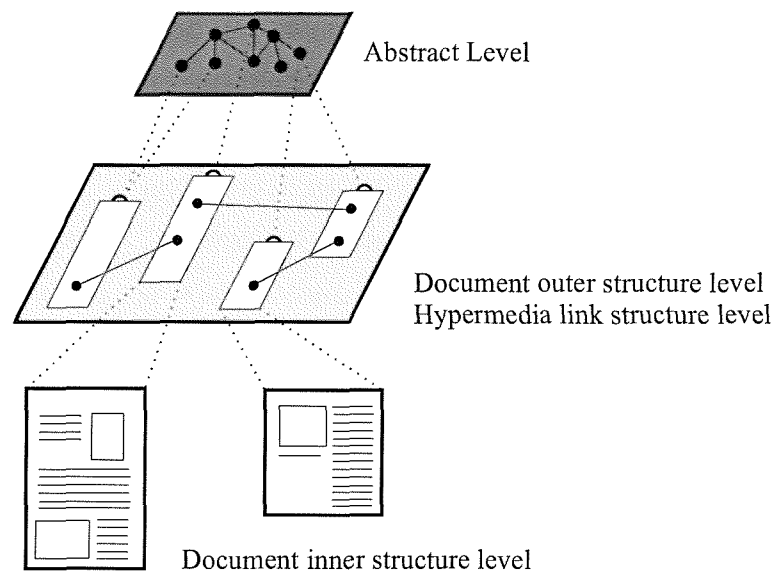 Abstract Level
Document outer structure level
Hypermedia link structure level
Document inner structure level